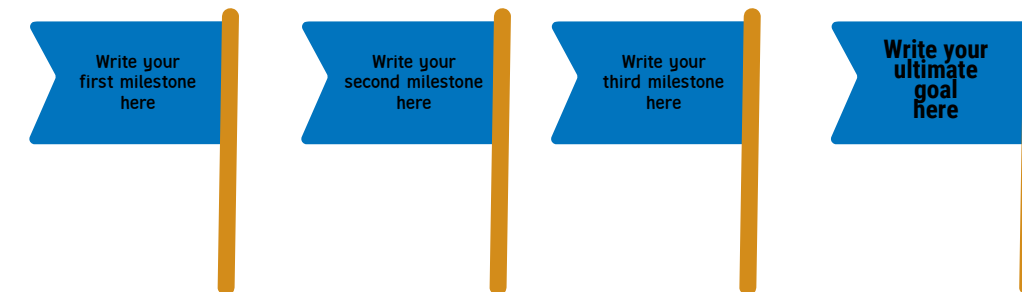 Write your
first milestone
here
Write your
second milestone
here
Write your
third milestone
here
Write your
ultimate
goal
here